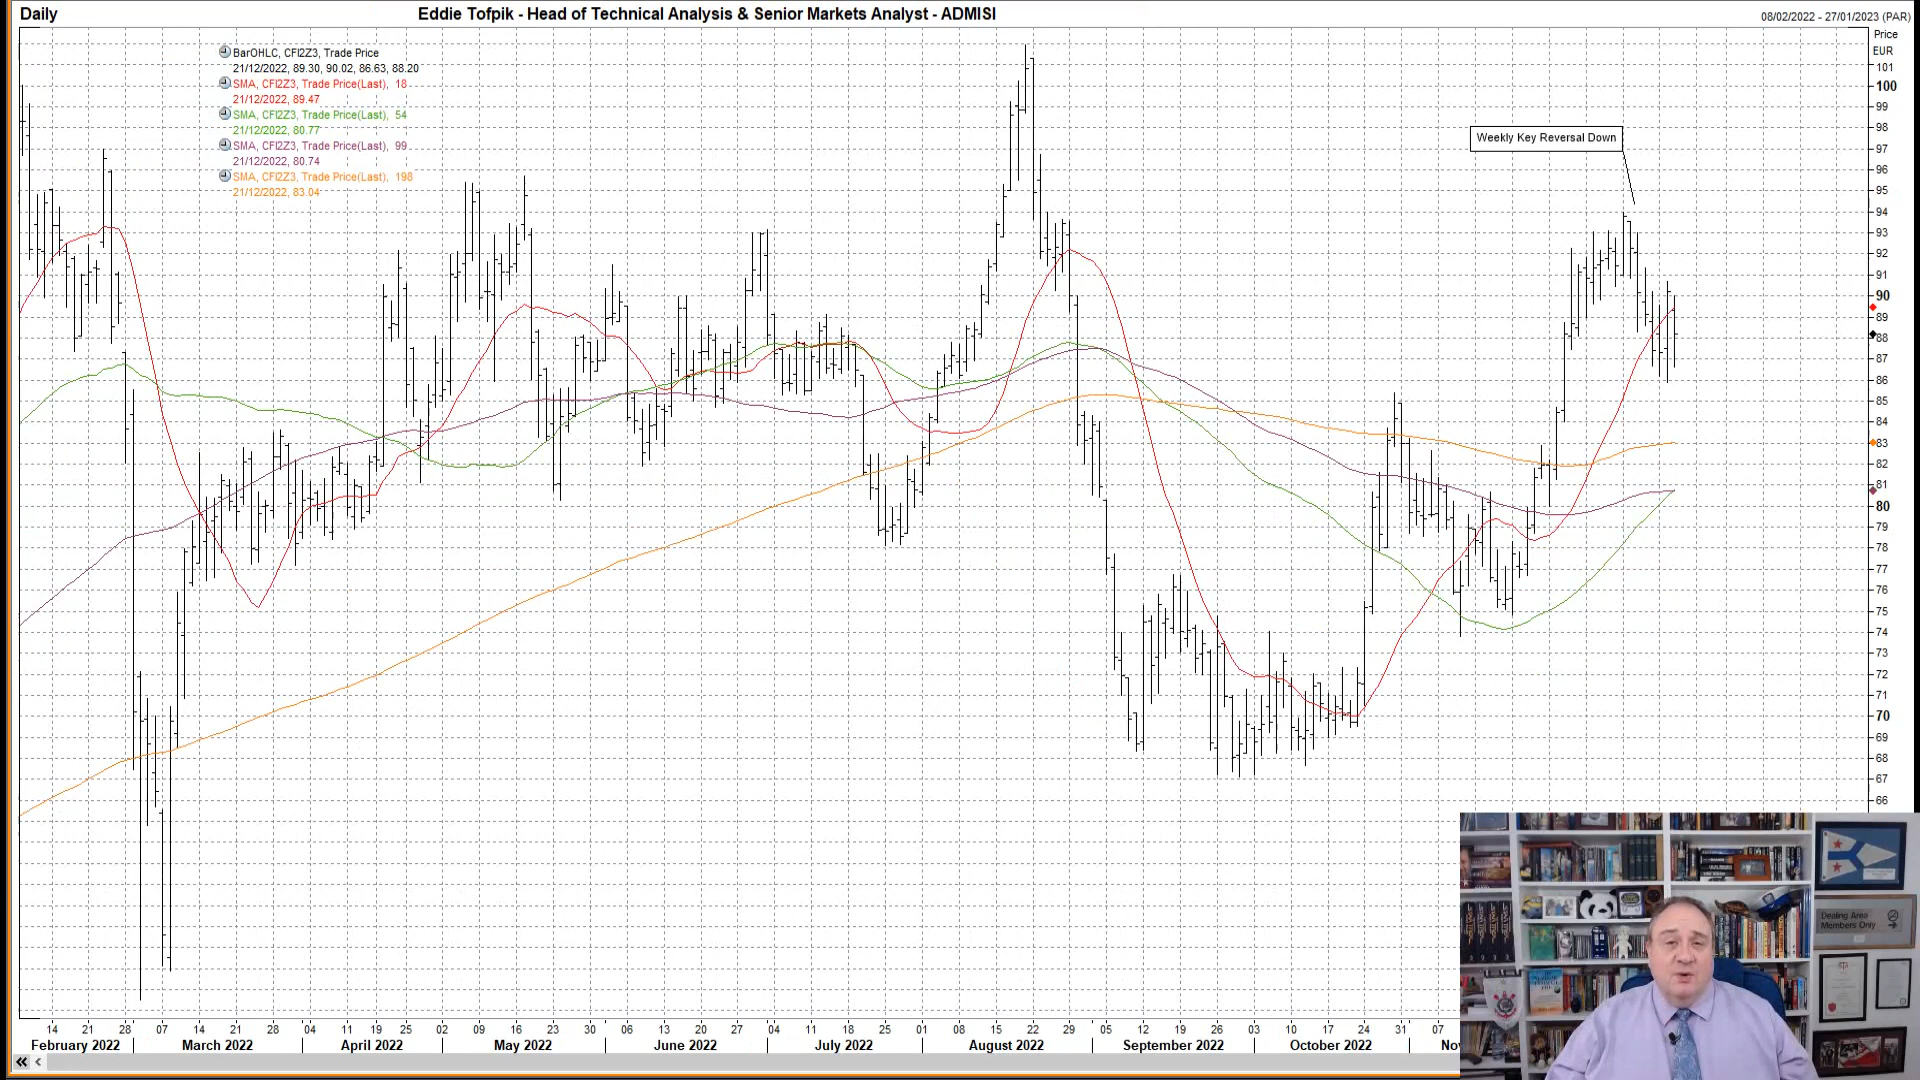 Daily
Eddie Tofpik - Head of Technical Analysis & Senior Markets Analyst - ADMISI
08/02/2022 - 27/01/2023 (PAR)
BarOHLC, CFI2Z3, Trade Price
21/12/2022, 89.30, 90.02, 86.63, 88.20
SMA, CFI2Z3, Trade Price(Last), 18
21/12/2022, 89.47
SMA, CFI2Z3, Trade Price(Last), 54
21/12/2022, 80.77
SMA, CFI2Z3, Trade Price(Last), 99
21/12/2022, 80.74
SMA, CFI2Z3, Trade Price(Last), 198
21/12/2022, 83.04
Weekly Key Reversal Down
Price
EUR
101
100
99
98
97
96
95
94
93
92
91
90
89
88
87
86
85
84
83
82
81
80
79
78
77
76
75
74
73
72
71
70
69
68
67
66
14 21 28 07 14 21 28 04 11 19 25 02 09 16 23 30 06 13 20 27 04 11 18 25 01 08 15 22 29 05 12 19 26 03 10 17 24 31 07
February 2022 March 2022 April 2022 May 2022 June 2022 July 2022 August 2022 September 2022 October 2022 No
Dealing Area
Members Only